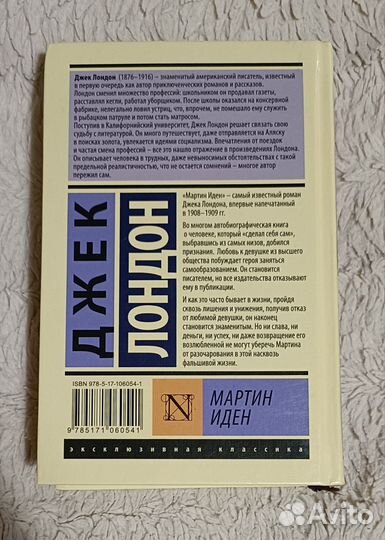 Джек Лондон (1876–1916) – знаменитый американский писатель, известный
в первую очередь как автор приключенческих романов и рассказов.
Лондон сменил множество профессий: школьником он продавал газеты,
расставлял кегли, работал уборщиком. После школы оказался на консервной
фабрике, нелегально ловил устриц, что, впрочем, не помешало ему служить
в рыбацком патруле и потом стать матросом.
Поступив в Калифорнийский университет, Джек Лондон решает связать свою
судьбу с литературой. Он много путешествует, даже отправляется на Аляску
в поисках золота, увлекается идеями социализма. Впечатления от поездок
и частая смена профессий – все это нашло отражение в произведениях Лондона.
Он описывает человека в трудных, даже невыносимых обстоятельствах с такой
предельной реалистичностью, что не остается сомнений – многое автор
пережил сам.
ДЖЕК
ЛОНДОН
«Мартин Иден» – самый известный роман
Джека Лондона, впервые напечатанный
в 1908–1909 гг.
Во многом автобиографическая книга
о человеке, который «сделал себя сам»,
выбравшись из самых низов, добился
признания. Любовь к девушке из высшего
общества побуждает героя заняться
самообразованием. Он становится
писателем, но все издательства отказывают
ему в публикации.
И как это часто бывает в жизни, пройдя
сквозь лишения и унижения, получив отказ
от любимой девушки, он наконец
становится знаменитым. Но ни слава, ни
деньги, ни успех, ни даже возвращение его
возлюбленной не могут уберечь Мартина
от разочарования в этой насквозь
фальшивой жизни.
ISBN 978-5-17-106054-1
9 785171 060541
N
МАРТИН
ИДЕН
эксклюзивная классика
Avito